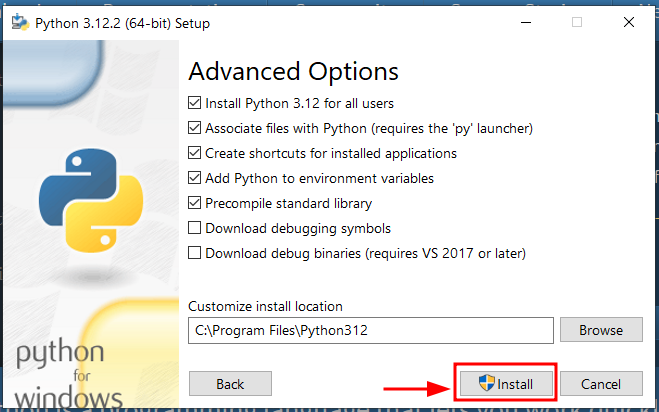 Python 3.12.2 (64-bit) Setup
Advanced Options
Install Python 3.12 for all users
Associate files with Python (requires the 'py' launcher)
Create shortcuts for installed applications
Add Python to environment variables
Precompile standard library
Download debugging symbols
Download debug binaries (requires VS 2017 or later)
Customize install location
C:\Program Files\Python312
Browse
python
for
windows
Back
Install
Cancel